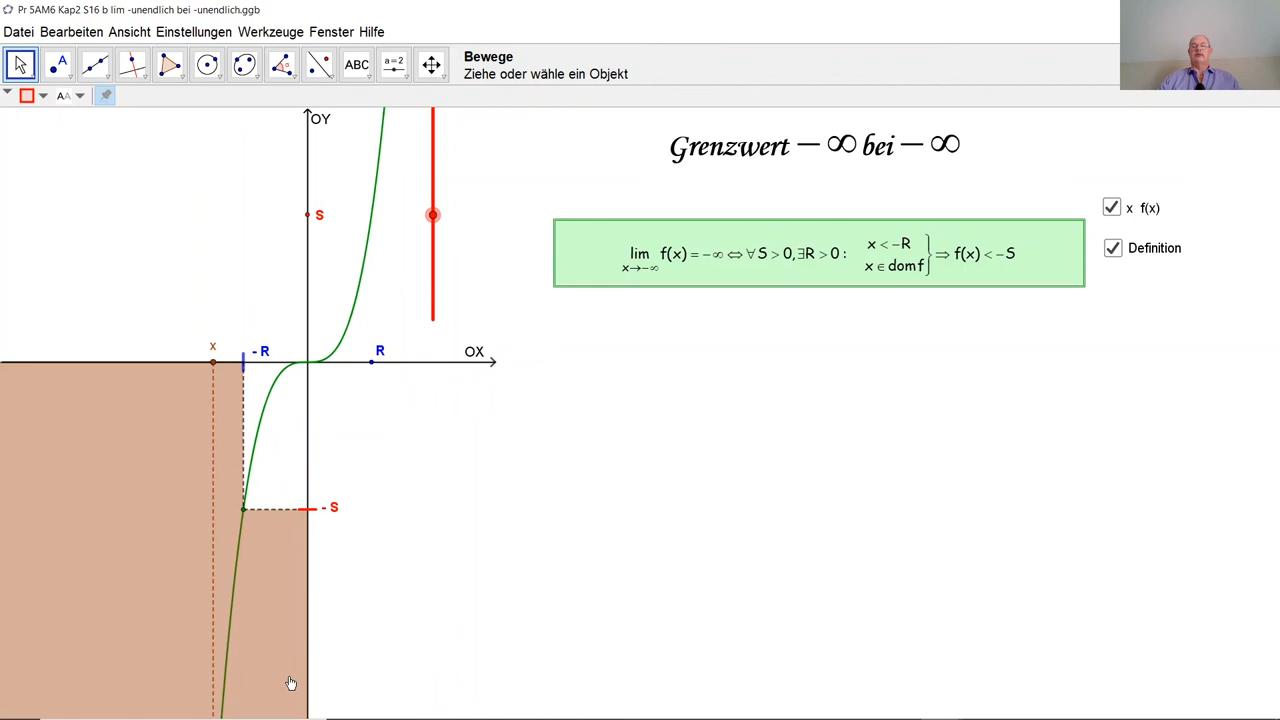 Pr 5AM6 Kap2 S16 b lim -unendlich bei -unendlich.ggb
Datei Bearbeiten Ansicht Einstellungen Werkzeuge Fenster Hilfe
A
ABC
a=2
Bewege
Ziehe oder wähle ein Objekt
AA
OY
Grenzwert − ∞ bei − ∞
S
x f(x)
lim f(x) = −∞ ⇔ ∀S > 0, ∃R > 0 : x < −R } ⇒ f(x) < −S
x→−∞ x ∈ dom f
Definition
x
- R
R
OX
- S